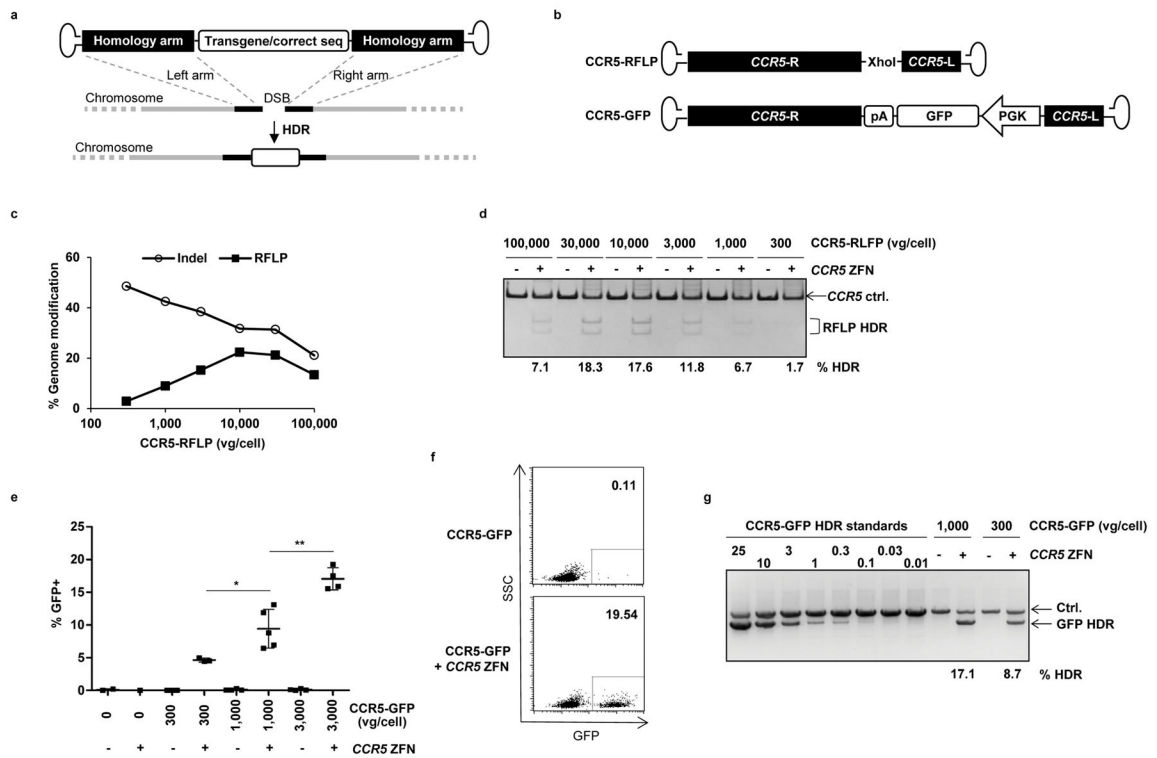 a
Homology arm Transgene/correct seq Homology arm
Left arm Right arm
Chromosome DSB
HDR
Chromosome
b
CCR5-RFLP CCR5-R XhoI CCR5-L
CCR5-GFP CCR5-R pA GFP PGK CCR5-L
c
% Genome modification
60
40
20
0
Indel RFLP
100 1,000 10,000 100,000
CCR5-RFLP (vg/cell)
d
100,000 30,000 10,000 3,000 1,000 300 CCR5-RLFP (vg/cell)
- + - + - + - + - + - + CCR5 ZFN
CCR5 ctrl.
RFLP HDR
7.1 18.3 17.6 11.8 6.7 1.7 % HDR
e
% GFP+
25
20
15
10
5
0
* **
0 0 300 300 1,000 1,000 3,000 3,000 CCR5-GFP
(vg/cell)
- + - + - + - + CCR5 ZFN
f
CCR5-GFP
0.11
SSC
CCR5-GFP
+ CCR5 ZFN
19.54
GFP
g
CCR5-GFP HDR standards 1,000 300 CCR5-GFP (vg/cell)
25 10 3 1 0.3 0.1 0.03 0.01 - + - + CCR5 ZFN
Ctrl.
GFP HDR
17.1 8.7 % HDR